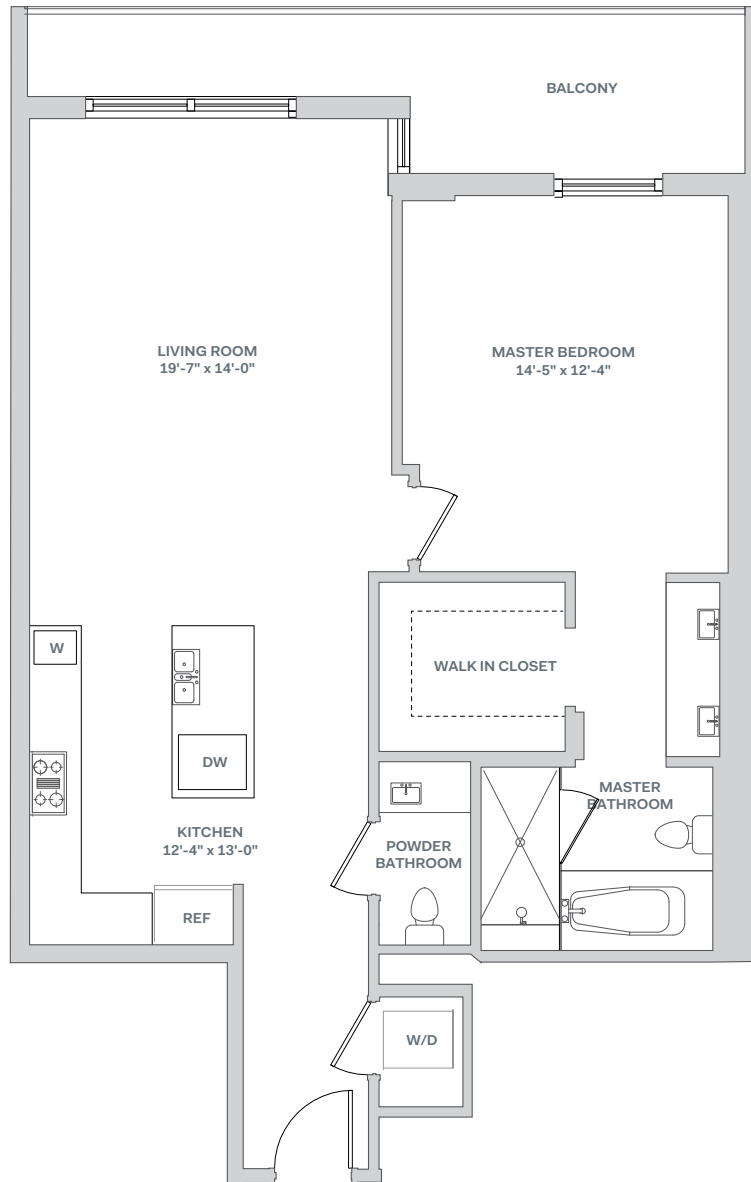 BALCONY
LIVING ROOM
19'-7" x 14'-0"
MASTER BEDROOM
14'-5" x 12'-4"
W
WALK IN CLOSET
DW
MASTER
BATHROOM
KITCHEN
12'-4" x 13'-0"
POWDER
BATHROOM
REF
W/D